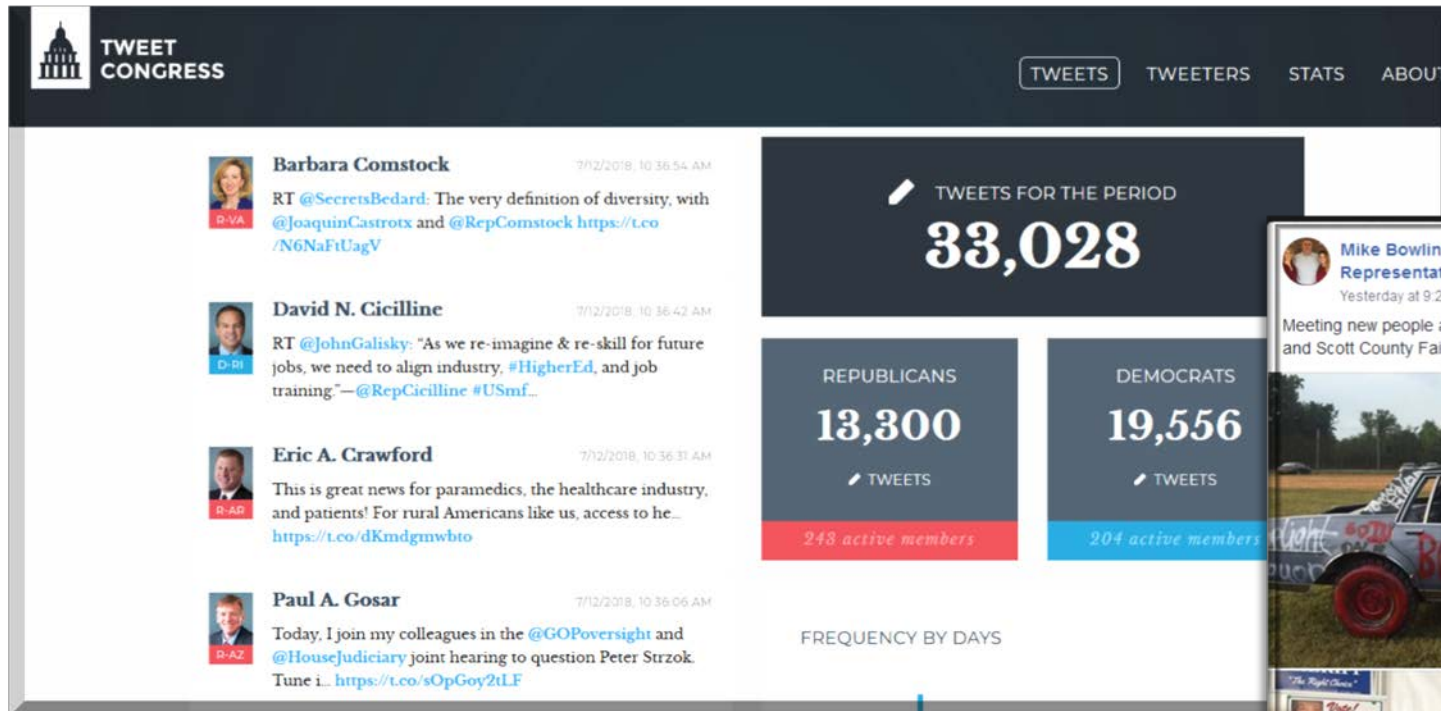 TWEET
CONGRESS
TWEETS TWEETERS STATS ABOUT
Barbara Comstock 7/12/2018, 10:36:54 AM
R-VA
RT @SecretsBedard: The very definition of diversity, with
@JoaquinCastrotx and @RepComstock https://t.co
/N6NaFtUagV
David N. Cicilline 7/12/2018, 10:36:42 AM
D-RI
RT @JohnGalisky: “As we re-imagine & re-skill for future
jobs, we need to align industry, #HigherEd, and job
training.”—@RepCicilline #USmf...
Eric A. Crawford 7/12/2018, 10:36:31 AM
R-AR
This is great news for paramedics, the healthcare industry,
and patients! For rural Americans like us, access to he...
https://t.co/dKmdgmwbto
Paul A. Gosar 7/12/2018, 10:36:06 AM
R-AZ
Today, I join my colleagues in the @GOPoversight and
@HouseJudiciary joint hearing to question Peter Strzok.
Tune i... https://t.co/sOpGoy2tLF
TWEETS FOR THE PERIOD
33,028
REPUBLICANS
13,300
TWEETS
243 active members
DEMOCRATS
19,556
TWEETS
204 active members
FREQUENCY BY DAYS
Mike Bowlin
Representat
Yesterday at 9:2
Meeting new people a
and Scott County Fai
"The Right Choice"
Vote!